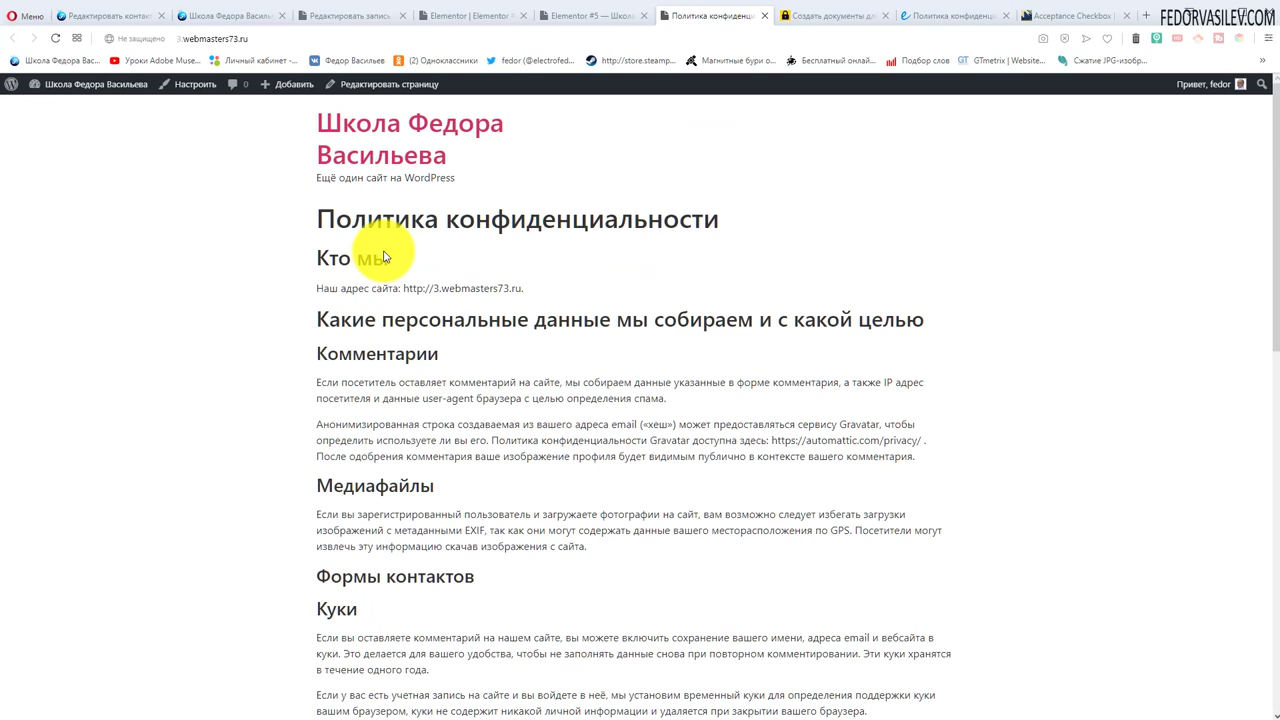 Меню
Редактировать контак
Школа Федора Василь
Редактировать запись
Elementor | Elementor
Elementor #5 — Школа
Политика конфиденц
Создать документы дл
Политика конфиденц
Acceptance Checkbox |
FEDORVASILEV.COM
Не защищено
3.webmasters73.ru
Школа Федора Вас...
Уроки Adobe Muse...
Личный кабинет -...
Федор Васильев
(2) Одноклассники
fedor (@electrofed...
http://store.steamp...
Магнитные бури о...
Бесплатный онлай...
Подбор слов
GTmetrix | Website...
Сжатие JPG-изобр...
Школа Федора Васильева
Настроить
0
Добавить
Редактировать страницу
Привет, fedor
Школа Федора
Васильева
Ещё один сайт на WordPress
Политика конфиденциальности
Кто мы
Наш адрес сайта: http://3.webmasters73.ru.
Какие персональные данные мы собираем и с какой целью
Комментарии
Если посетитель оставляет комментарий на сайте, мы собираем данные указанные в форме комментария, а также IP адрес
посетителя и данные user-agent браузера с целью определения спама.
Анонимизированная строка создаваемая из вашего адреса email («хеш») может предоставляться сервису Gravatar, чтобы
определить используете ли вы его. Политика конфиденциальности Gravatar доступна здесь: https://automattic.com/privacy/ .
После одобрения комментария ваше изображение профиля будет видимым публично в контексте вашего комментария.
Медиафайлы
Если вы зарегистрированный пользователь и загружаете фотографии на сайт, вам возможно следует избегать загрузки
изображений с метаданными EXIF, так как они могут содержать данные вашего месторасположения по GPS. Посетители могут
извлечь эту информацию скачав изображения с сайта.
Формы контактов
Куки
Если вы оставляете комментарий на нашем сайте, вы можете включить сохранение вашего имени, адреса email и вебсайта в
куки. Это делается для вашего удобства, чтобы не заполнять данные снова при повторном комментировании. Эти куки хранятся
в течение одного года.
Если у вас есть учетная запись на сайте и вы войдете в неё, мы установим временный куки для определения поддержки куки
вашим браузером, куки не содержит никакой личной информации и удаляется при закрытии вашего браузера.